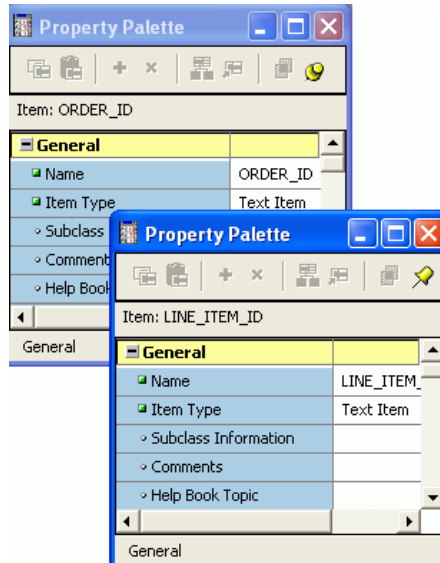 Property Palette
Item: ORDER_ID
General
Name ORDER_ID
Item Type Text Item
Subclass
Comment
Help Book
General
Property Palette
Item: LINE_ITEM_ID
General
Name LINE_ITEM_
Item Type Text Item
Subclass Information
Comments
Help Book Topic
General